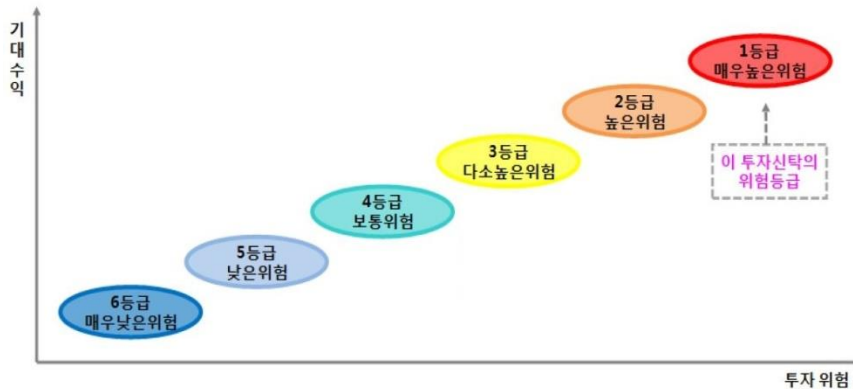 기대수익
1등급
매우높은위험
2등급
높은위험
3등급
다소높은위험
이 투자신탁의
위험등급
4등급
보통위험
5등급
낮은위험
6등급
매우낮은위험
투자 위험